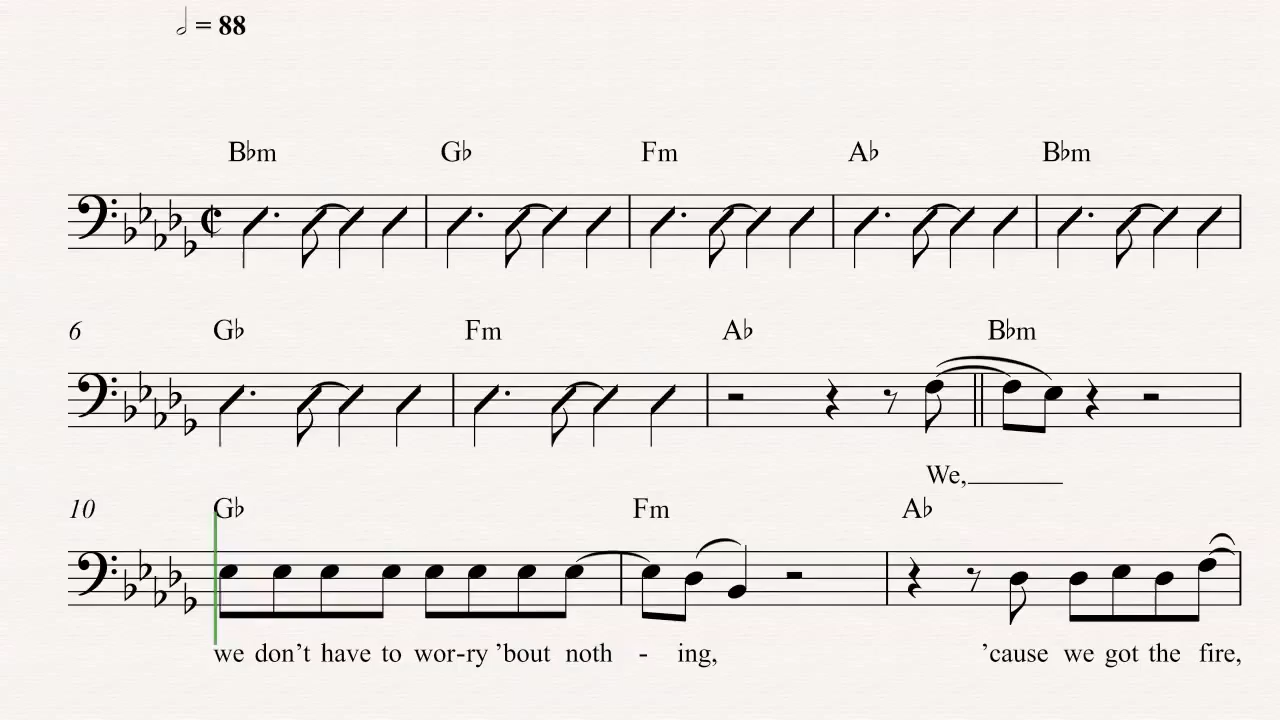 𝅗𝅥 = 88
B♭m G♭ Fm A♭ B♭m
6 G♭ Fm A♭ B♭m
We,
10 G♭ Fm A♭
we don't have to wor-ry 'bout noth - ing, 'cause we got the fire,